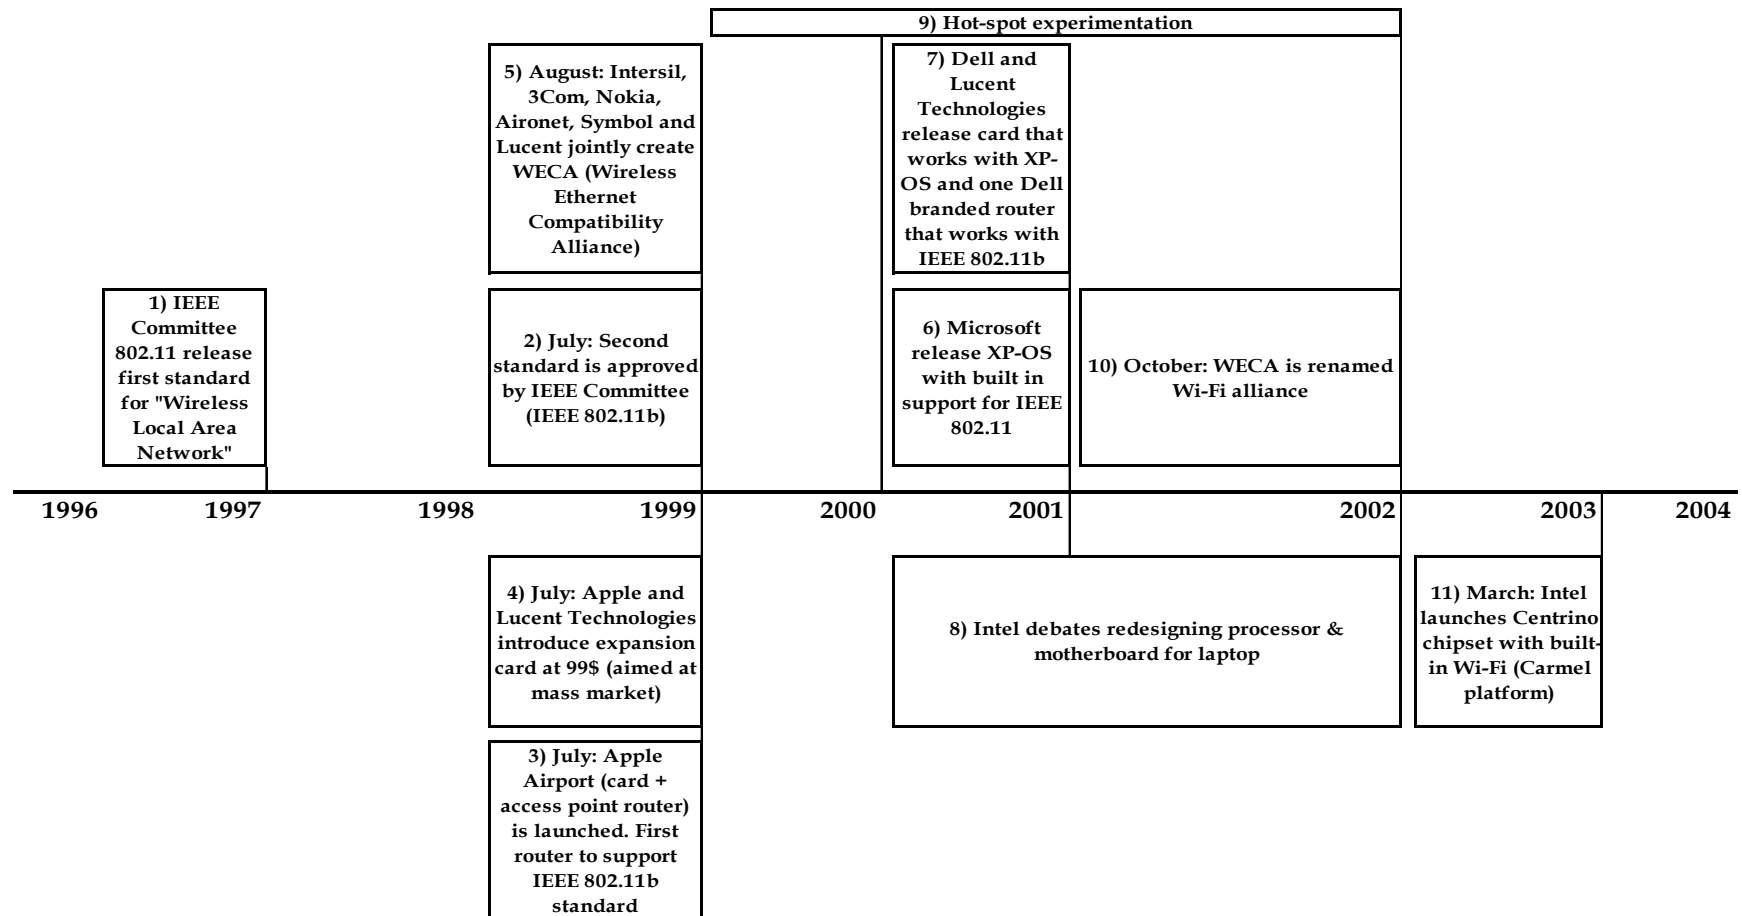 9) Hot-spot experimentation
5) August: Intersil,
3Com, Nokia,
Aironet, Symbol and
Lucent jointly create
WECA (Wireless
Ethernet
Compatibility
Alliance)
7) Dell and
Lucent
Technologies
release card that
works with XP-
OS and one Dell
branded router
that works with
IEEE 802.11b
1) IEEE
Committee
802.11 release
first standard
for "Wireless
Local Area
Network"
2) July: Second
standard is approved
by IEEE Committee
(IEEE 802.11b)
6) Microsoft
release XP-OS
with built in
support for IEEE
802.11
10) October: WECA is renamed
Wi-Fi alliance
1996 1997 1998 1999 2000 2001 2002 2003 2004
4) July: Apple and
Lucent Technologies
introduce expansion
card at 99$ (aimed at
mass market)
8) Intel debates redesigning processor &
motherboard for laptop
11) March: Intel
launches Centrino
chipset with built-
in Wi-Fi (Carmel
platform)
3) July: Apple
Airport (card +
access point router)
is launched. First
router to support
IEEE 802.11b
standard